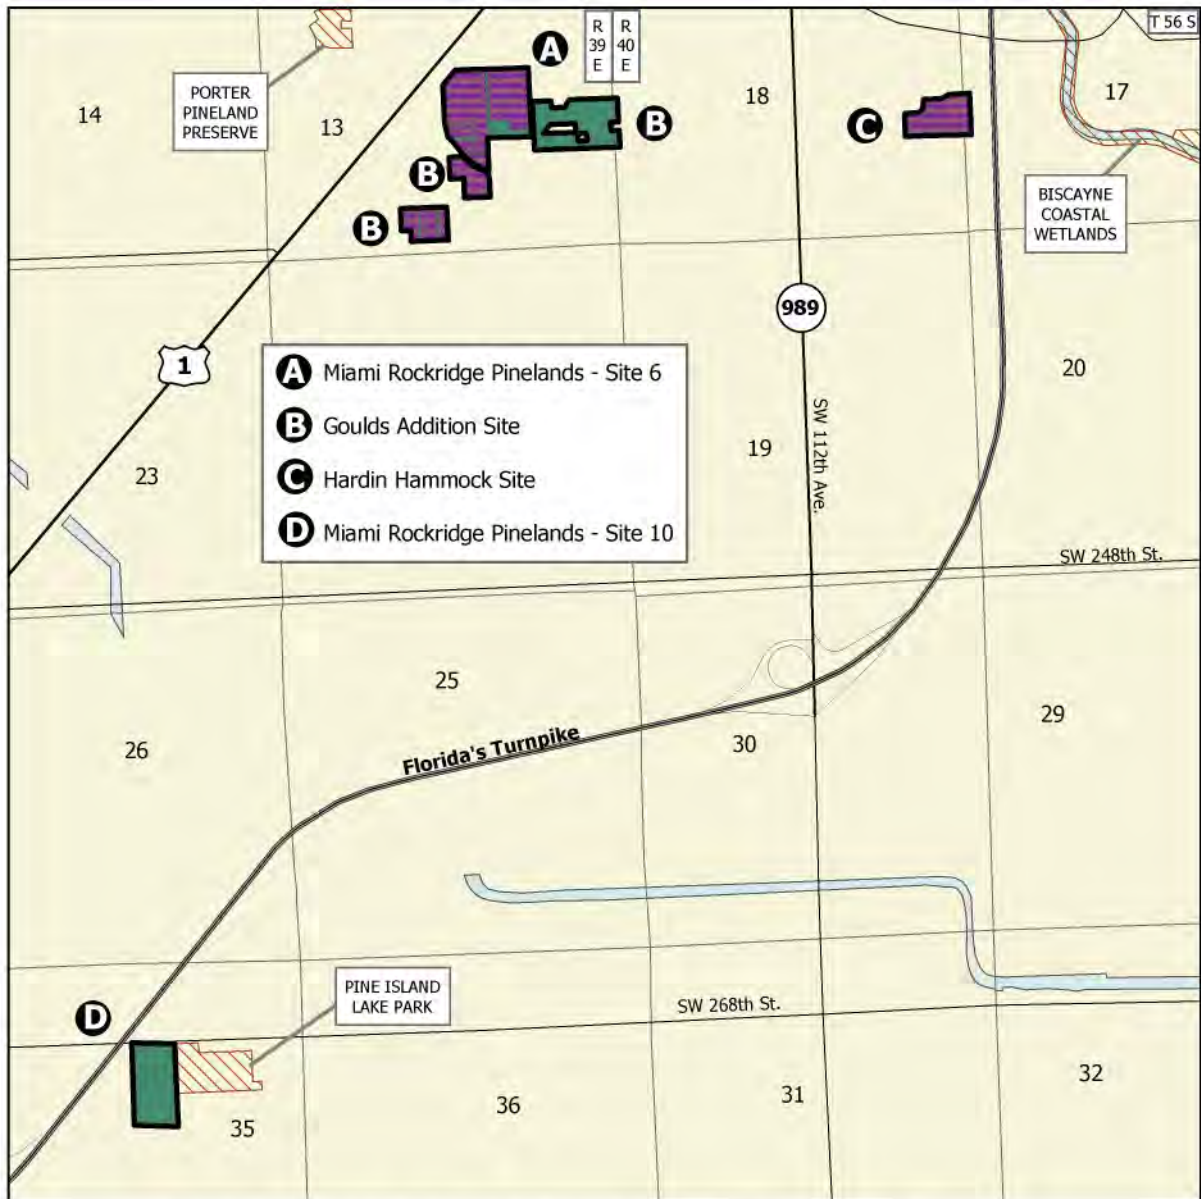 R
39
E
R
40
E
T 56 S
A
PORTER
PINELAND
PRESERVE
14
13
18
17
B
C
B
B
BISCAYNE
COASTAL
WETLANDS
989
1
20
A Miami Rockridge Pinelands - Site 6
B Goulds Addition Site
C Hardin Hammock Site
D Miami Rockridge Pinelands - Site 10
23
19
SW 112th Ave.
SW 248th St.
25
26
Florida's Turnpike
30
29
PINE ISLAND
LAKE PARK
SW 268th St.
D
35
36
31
32